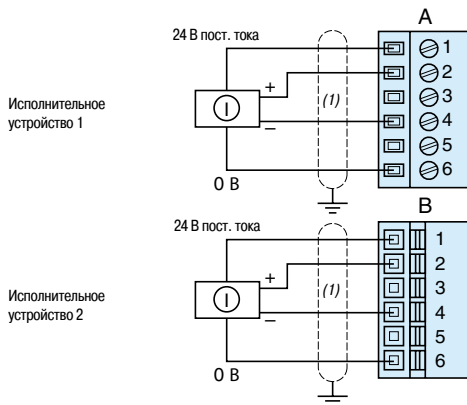 A
24 В пост. тока
1
2
+
(1)
3
Исполнительное
устройство 1
I
4
–
5
6
0 В
B
24 В пост. тока
1
2
+
(1)
3
Исполнительное
устройство 2
I
4
–
5
6
0 В